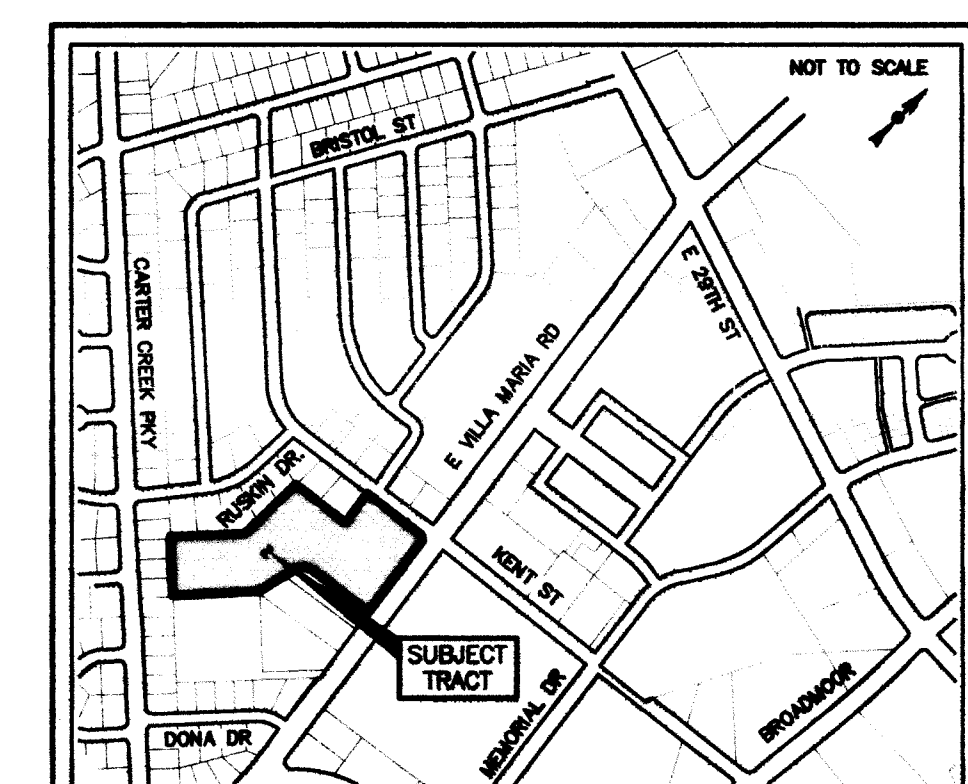 NOT TO SCALE
BRISTOL ST
CARTER CREEK PKY
E 29TH ST
E VILLA MARIA RD
RUSKIN DR.
KENT ST
SUBJECT
TRACT
MEMORIAL DR
BROADMOOR
DONA DR